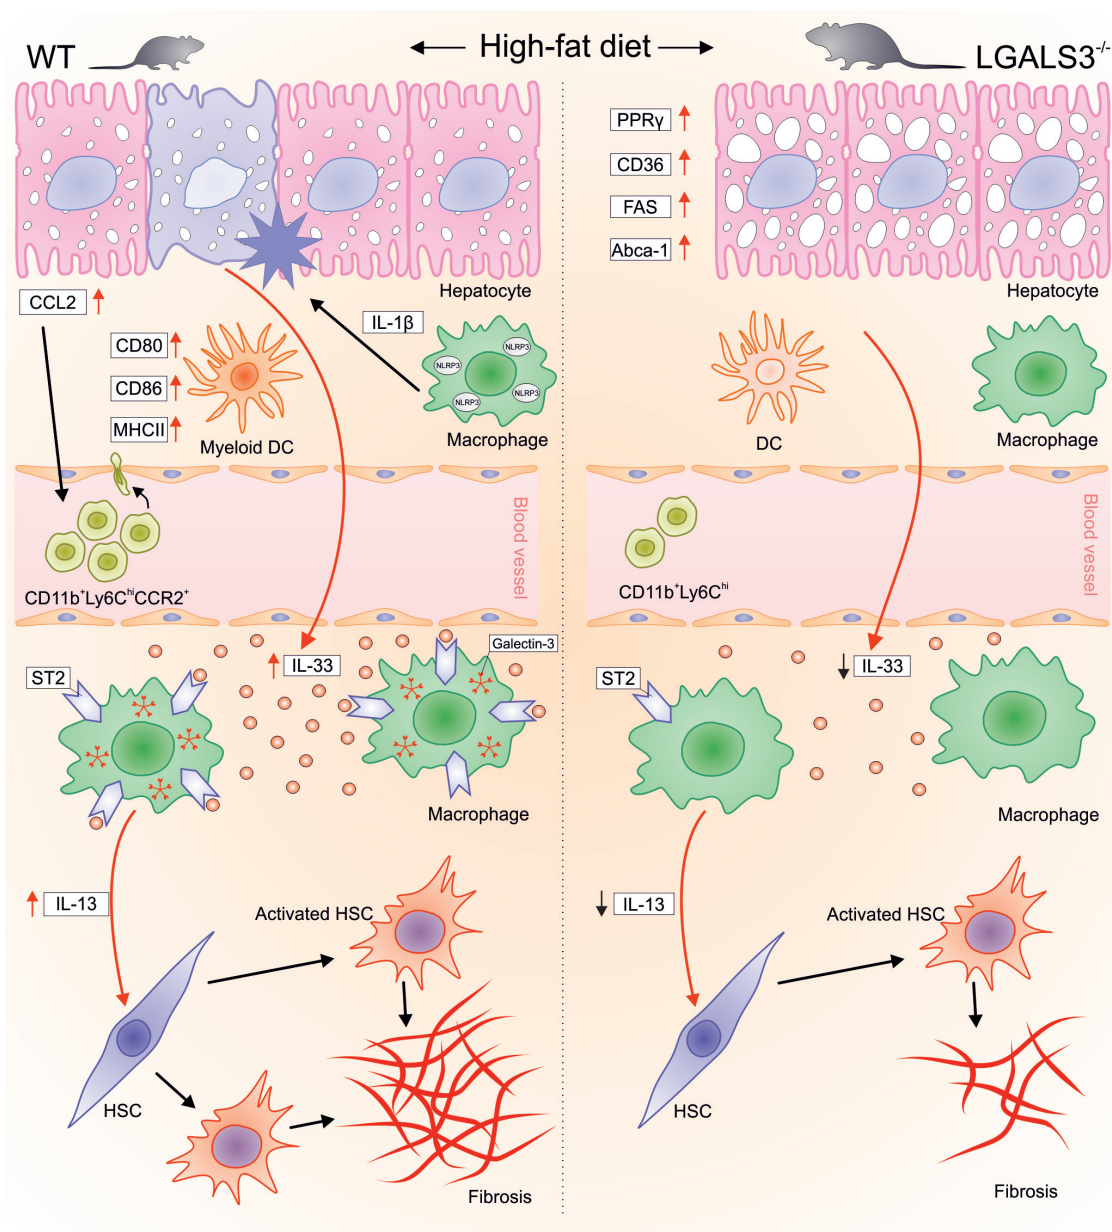 WT
High-fat diet
LGALS3-/-
PPRγ
CD36
FAS
Abca-1
Hepatocyte
Hepatocyte
CCL2
IL-1β
CD80
CD86
MHCII
NLRP3
NLRP3
NLRP3
NLRP3
Myeloid DC
Macrophage
DC
Macrophage
Blood vessel
Blood vessel
CD11b+Ly6ChiCCR2+
CD11b+Ly6Chi
Galectin-3
ST2
IL-33
ST2
IL-33
Macrophage
Macrophage
IL-13
Activated HSC
IL-13
Activated HSC
HSC
HSC
Fibrosis
Fibrosis